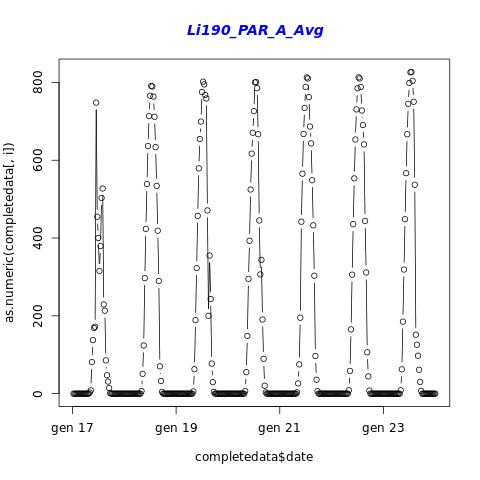 Li190_PAR_A_Avg
as.numeric(completedata[, i])
800
600
400
200
0
gen 17
gen 19
gen 21
gen 23
completedata$date